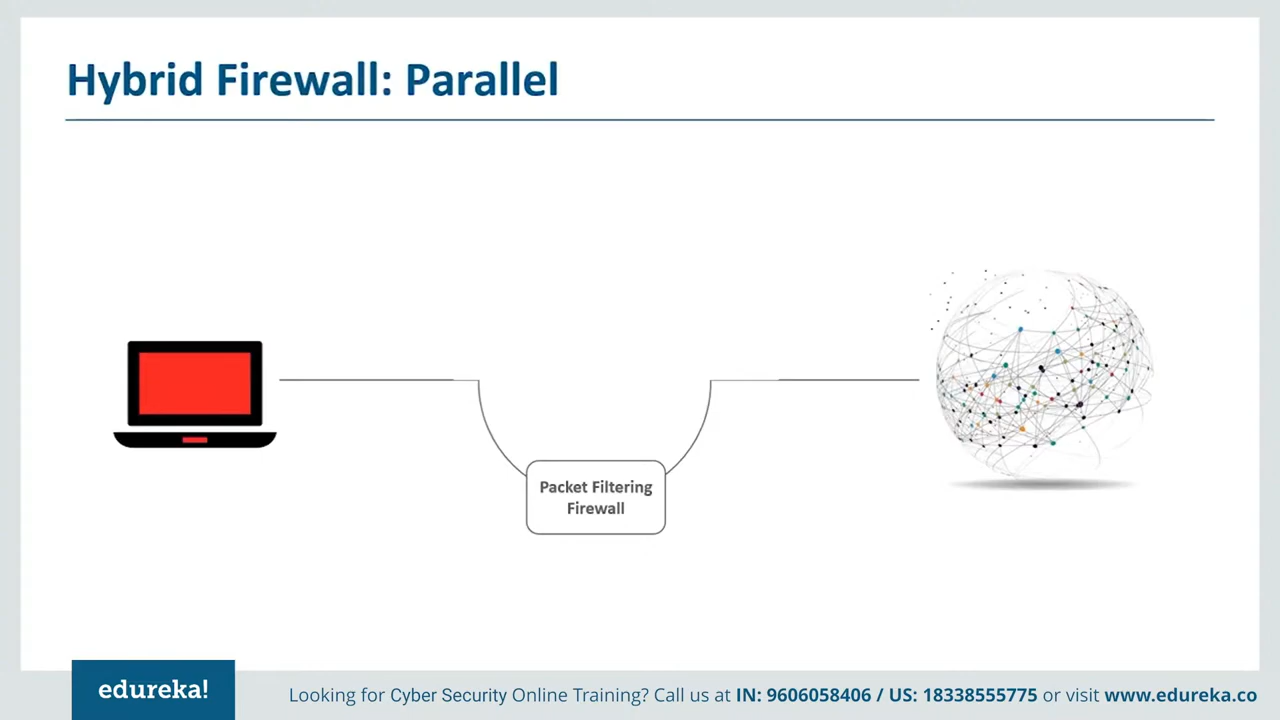 Hybrid Firewall: Parallel
Packet Filtering
Firewall
edureka!
Looking for Cyber Security Online Training? Call us at IN: 9606058406 / US: 18338555775 or visit www.edureka.co